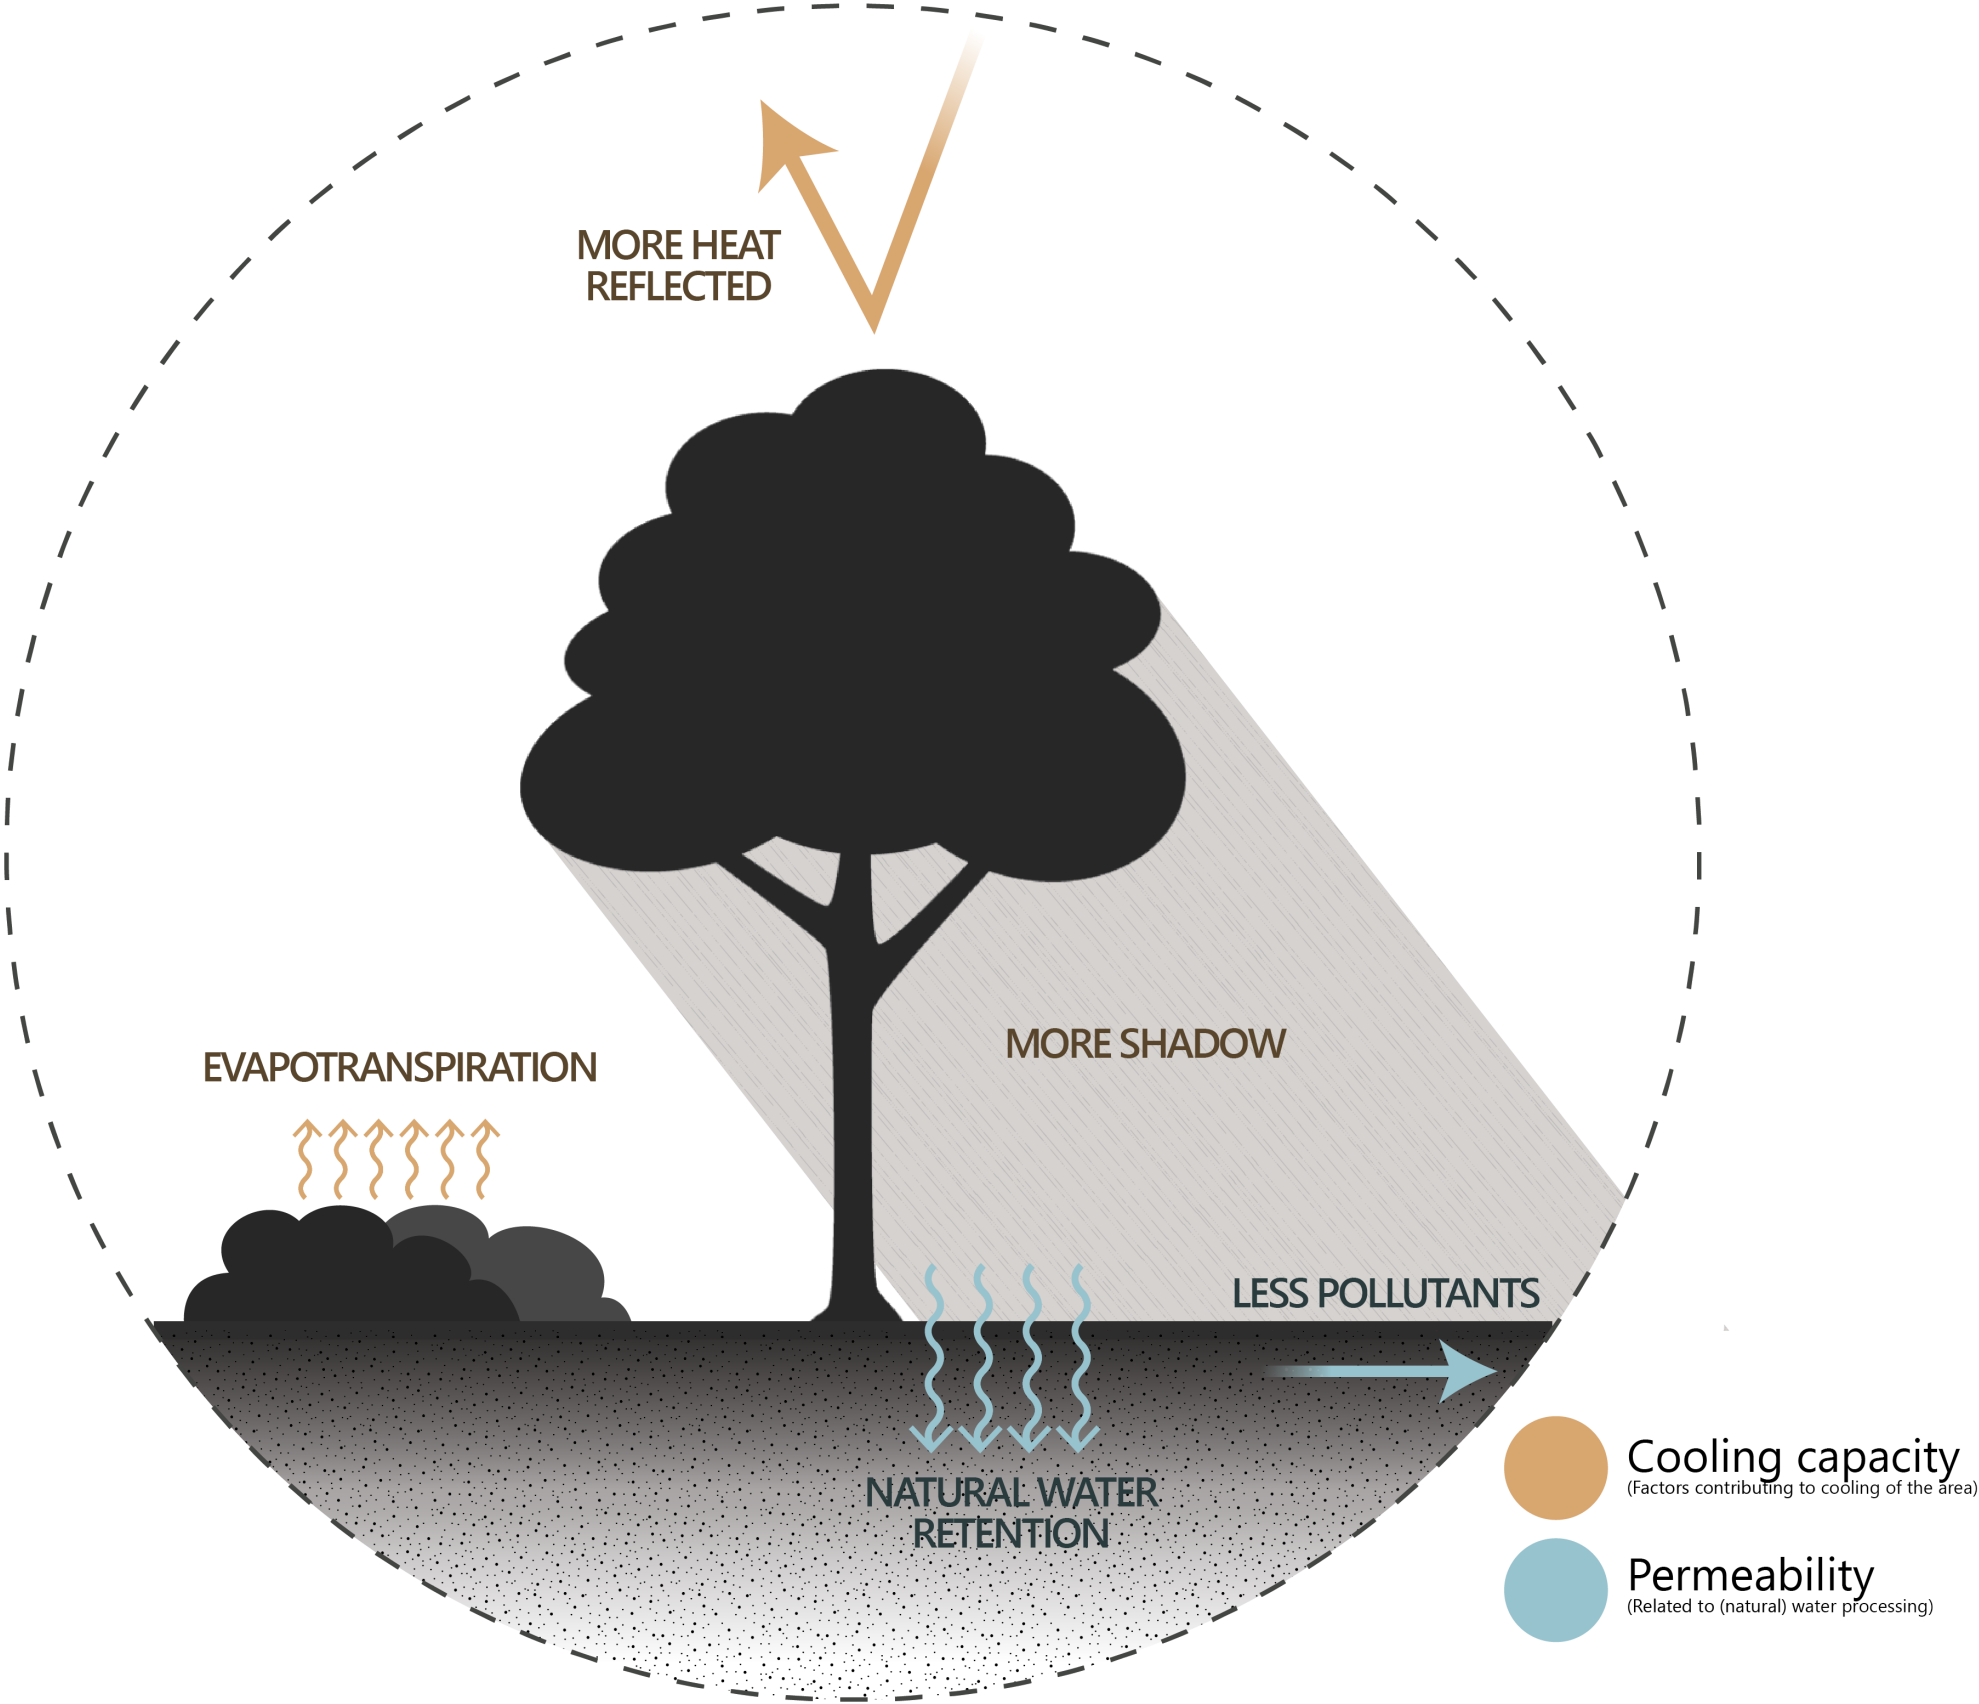 MORE HEAT
REFLECTED
EVAPOTRANSPIRATION
MORE SHADOW
LESS POLLUTANTS
NATURAL WATER
RETENTION
Cooling capacity
(Factors contributing to cooling of the area)
Permeability
(Related to (natural) water processing)